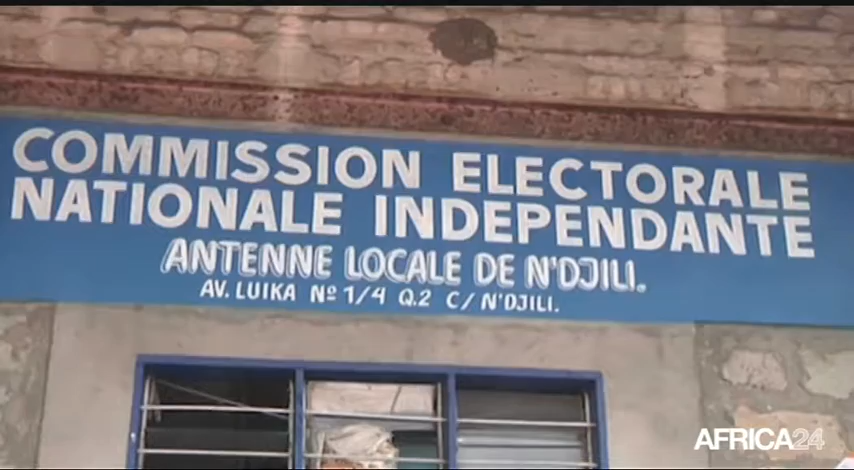 COMMISSION ELECTORALE
NATIONALE INDEPENDANTE
ANTENNE LOCALE DE N'DJILI.
AV. LUIKA Nº 1/4 Q.2 C/ N'DJILI.
AFRICA24